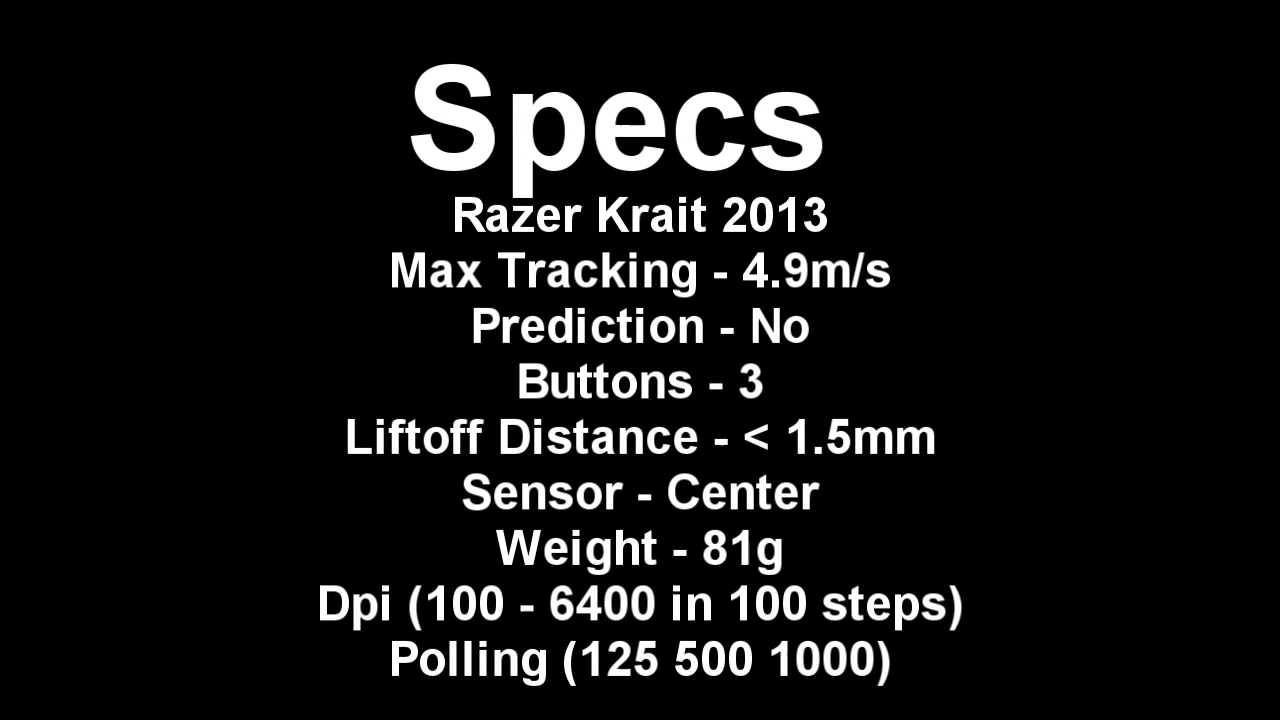 Specs
Razer Krait 2013
Max Tracking - 4.9m/s
Prediction - No
Buttons - 3
Liftoff Distance - < 1.5mm
Sensor - Center
Weight - 81g
Dpi (100 - 6400 in 100 steps)
Polling (125 500 1000)